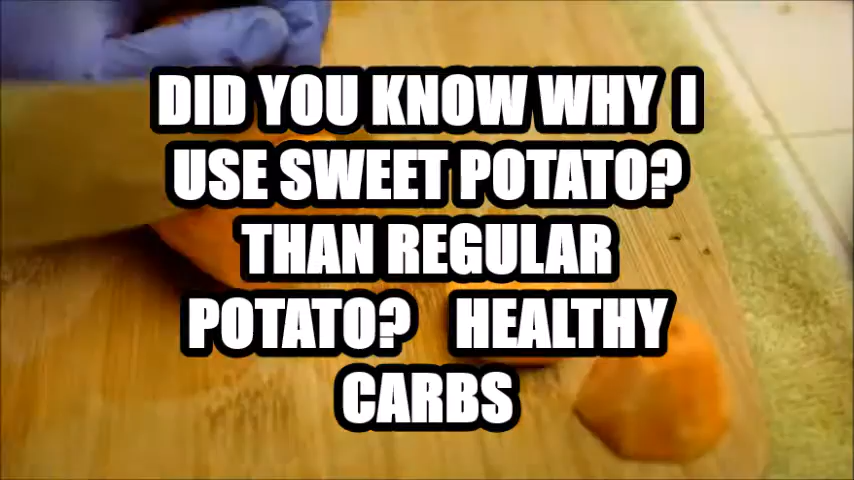 DID YOU KNOW WHY I
USE SWEET POTATO?
THAN REGULAR
POTATO? HEALTHY
CARBS